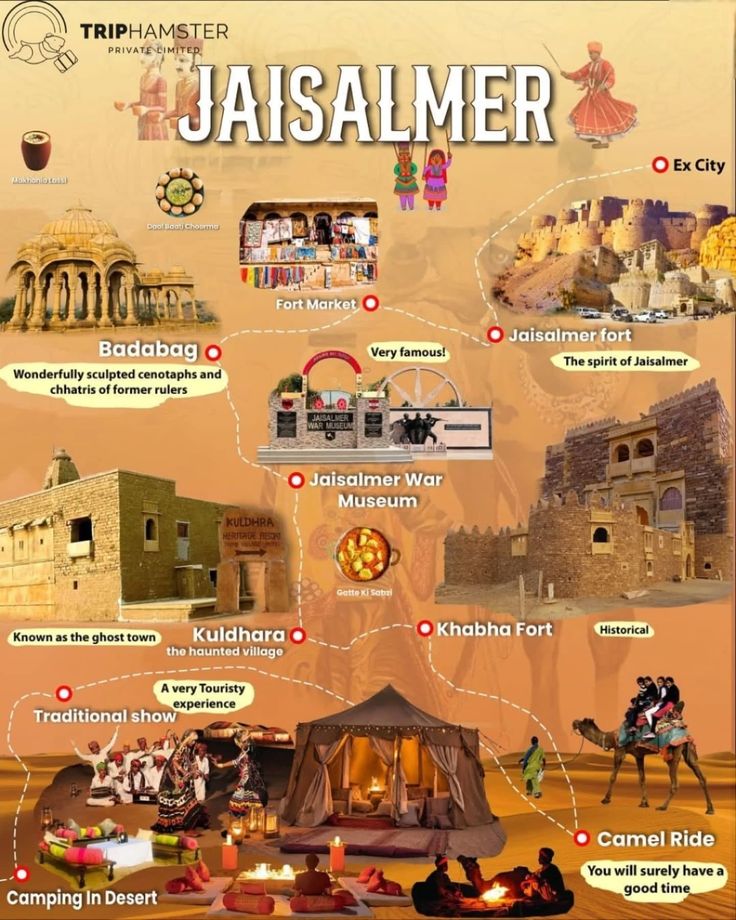 TRIPHAMSTER
PRIVATE LIMITED
JAISALMER
Makhania Lassi
Daal Baati Choorma
Ex City
Fort Market
Jaisalmer fort
The spirit of Jaisalmer
Badabag
Wonderfully sculpted cenotaphs and
chhatris of former rulers
Very famous!
JAISALMER
WAR MUSEUM
Jaisalmer War
Museum
KULDHRA
HERITAGE RESORT
Gatte Ki Sabzi
Known as the ghost town
Kuldhara
the haunted village
Khabha Fort
Historical
A very Touristy
experience
Traditional show
Camel Ride
You will surely have a
good time
Camping In Desert